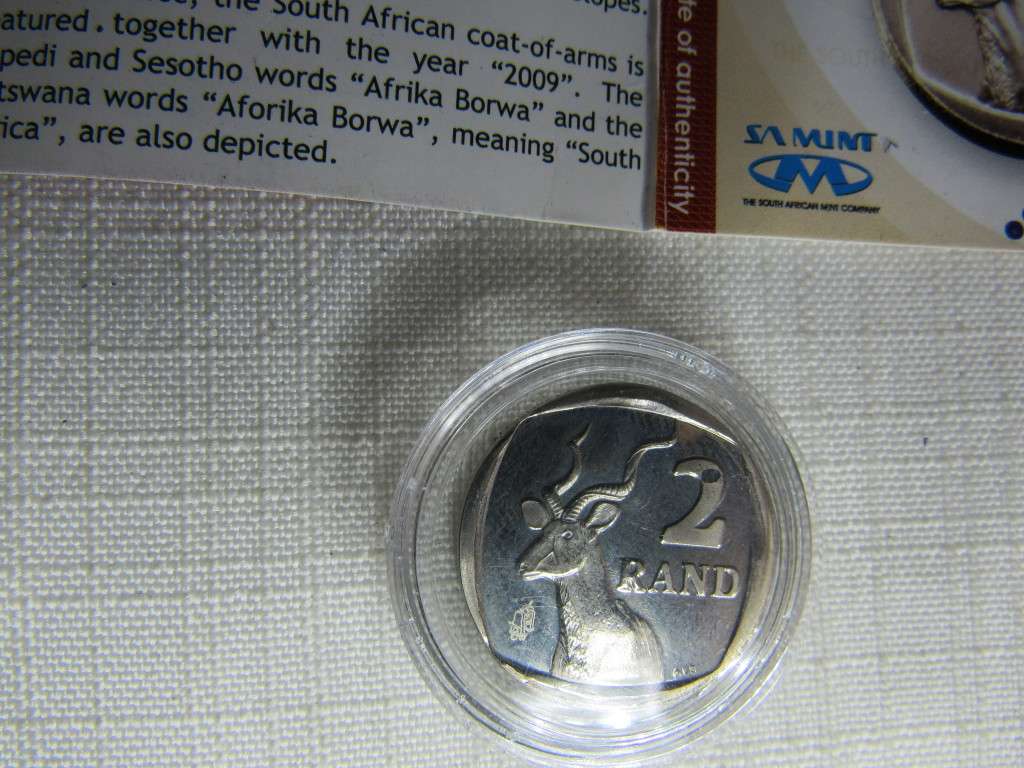 the South African coat-of-arms is
atured. together with the year “2009”. The
pedi and Sesotho words “Afrika Borwa” and the
tswana words “Aforika Borwa”, meaning “South
ica”, are also depicted.
te of authenticity
SA MINT
THE SOUTH AFRICAN MINT COMPANY
2
RAND